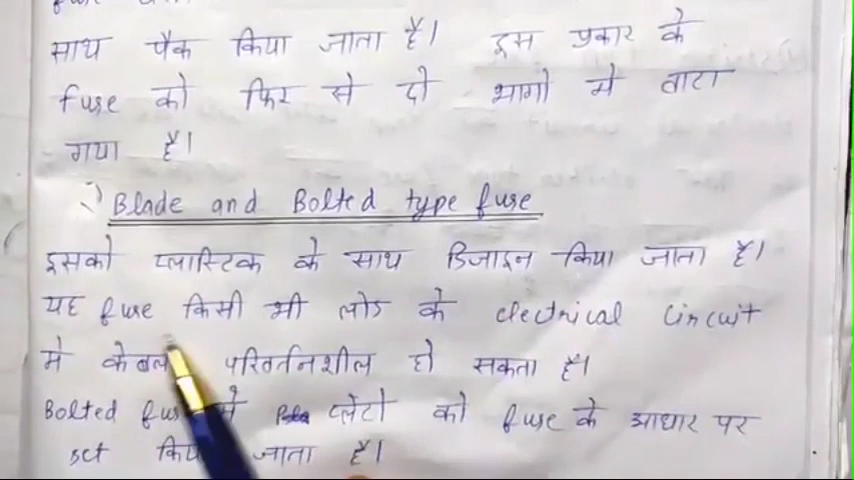 साथ पैक किया जाता है। इस प्रकार के
fuse को फिर से दो भागो मे वाटा
गया है।
Blade and Bolted type fuse
इसको प्लास्टिक के साथ डिजाइन किया जाता है।
यह fuse किसी भी लोड के electrical circuit
मे केबल परिवर्तनशील हो सकता है।
Bolted fuse मे प्लेटो को fuse के आधार पर
set किया जाता है।